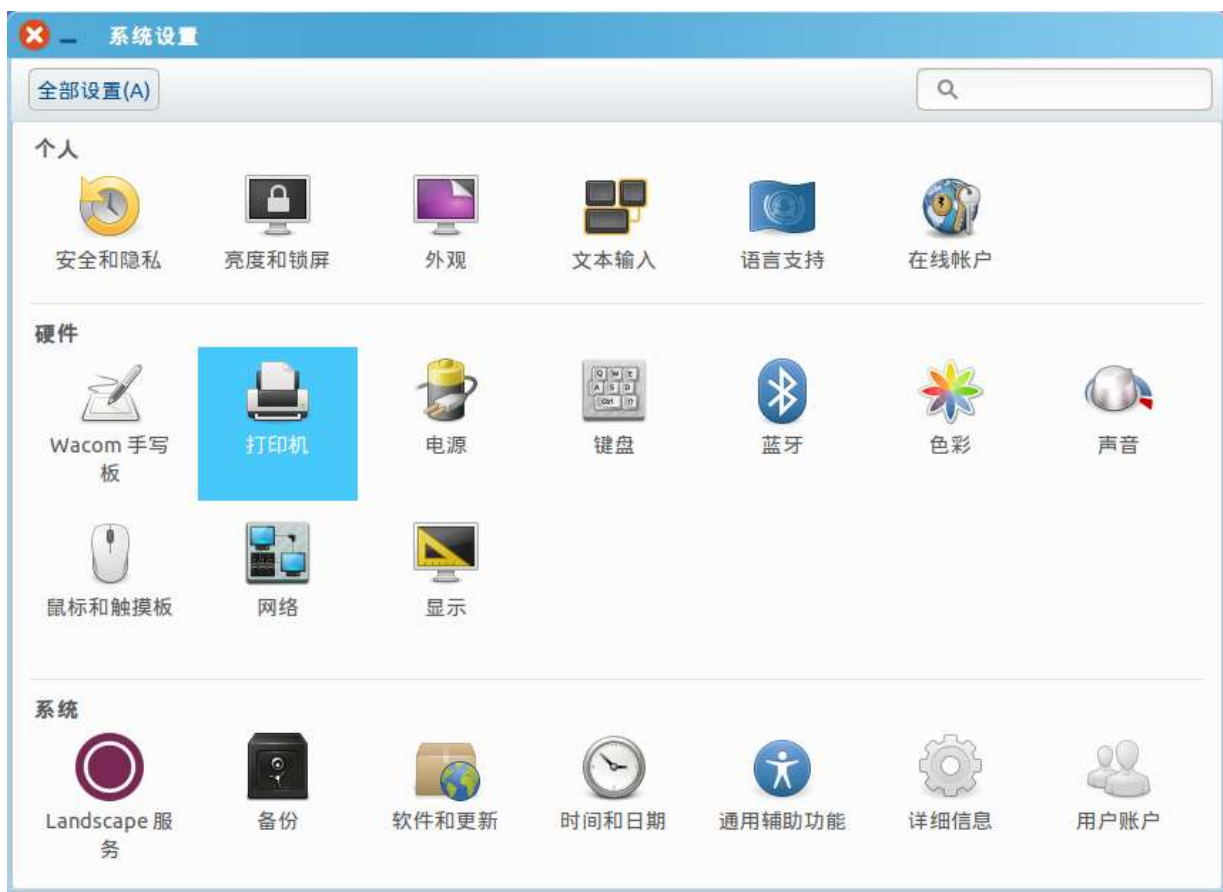 系统设置
全部设置(A)
个人
安全和隐私 亮度和锁屏 外观 文本输入 语言支持 在线帐户
硬件
Wacom 手写
板
打印机 电源 键盘 蓝牙 色彩 声音
鼠标和触摸板 网络 显示
系统
Landscape 服
务
备份 软件和更新 时间和日期 通用辅助功能 详细信息 用户账户